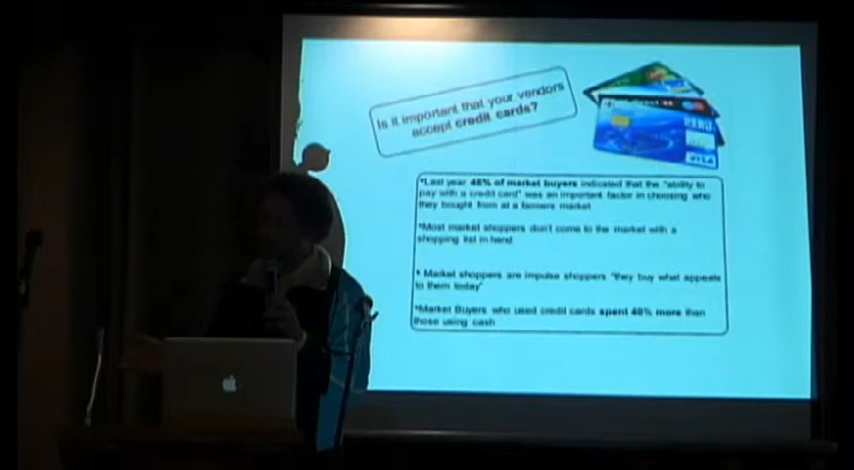 Is it important that your vendors
accept credit cards?
VISA
*Last year 46% of market buyers indicated that the "ability to
pay with a credit card" was an important factor in choosing who
they bought from at a farmers market
*Most market shoppers don't come to the market with a
shopping list in hand
* Market shoppers are impulse shoppers "they buy what appeals
to them today"
*Market Buyers who used credit cards spent 40% more than
those using cash